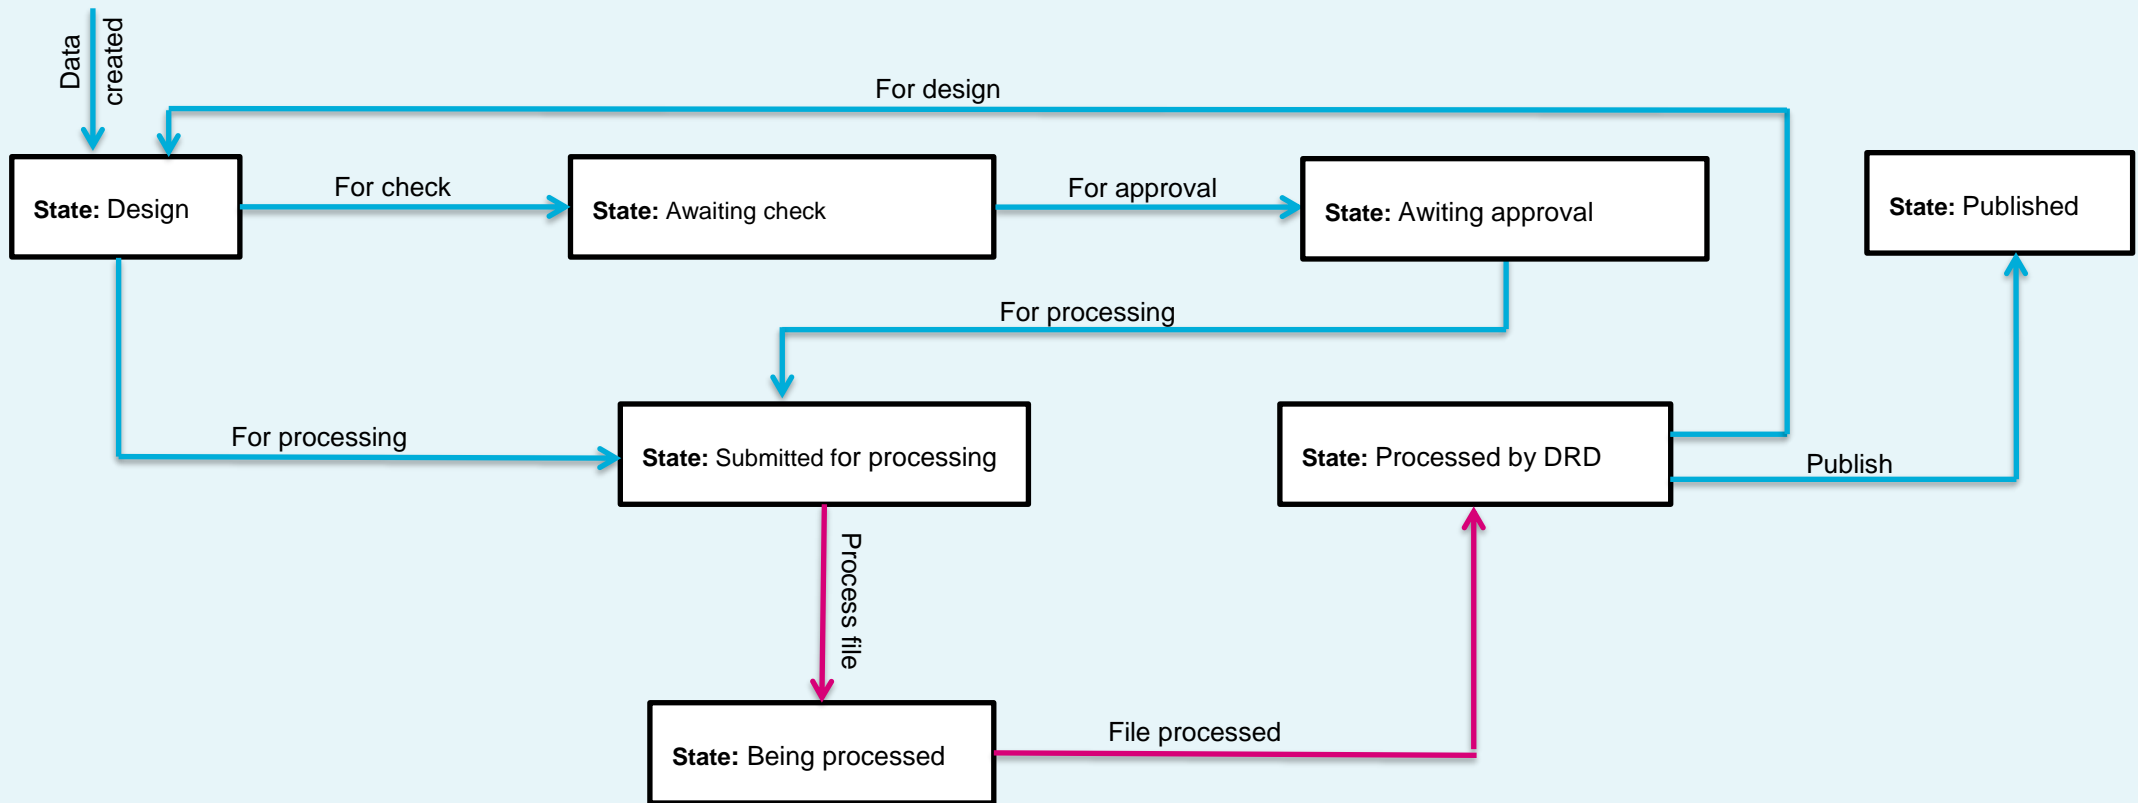 Data
created
For design
State: Design
For check
State: Awaiting check
For approval
State: Awiting approval
State: Published
For processing
For processing
State: Submitted for processing
State: Processed by DRD
Publish
Process file
State: Being processed
File processed